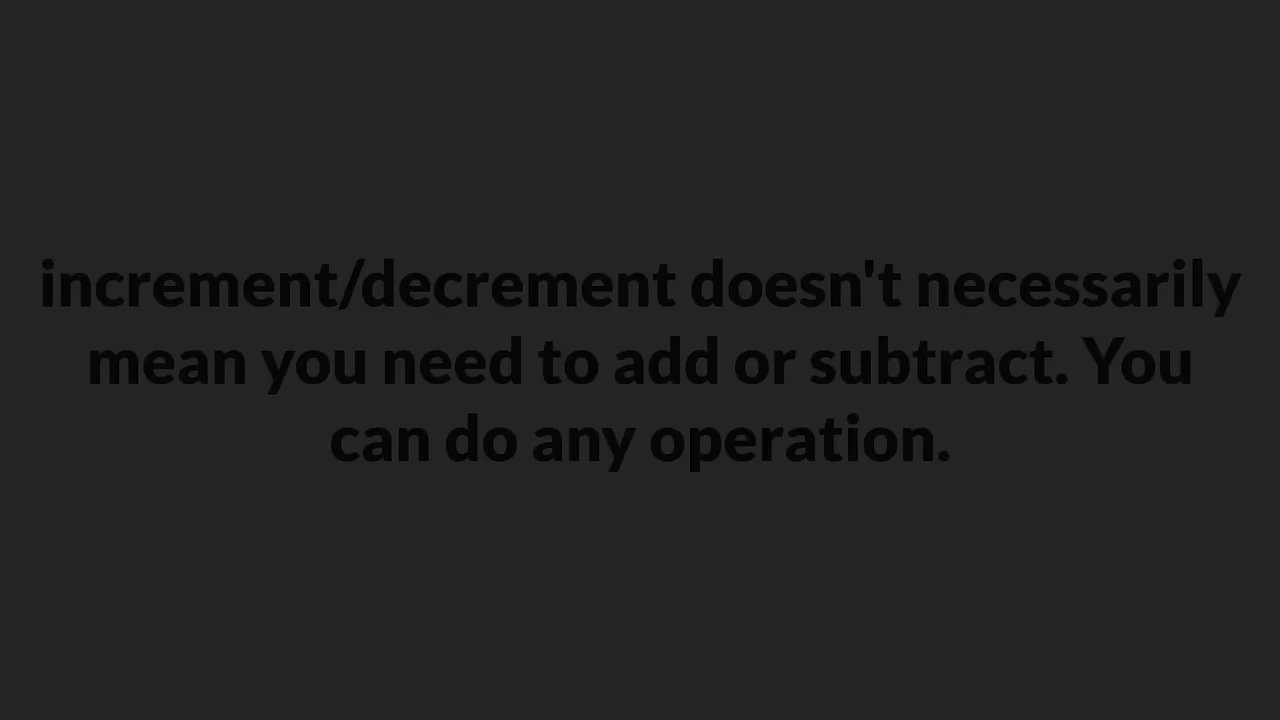 increment/decrement doesn't necessarily
mean you need to add or subtract. You
can do any operation.